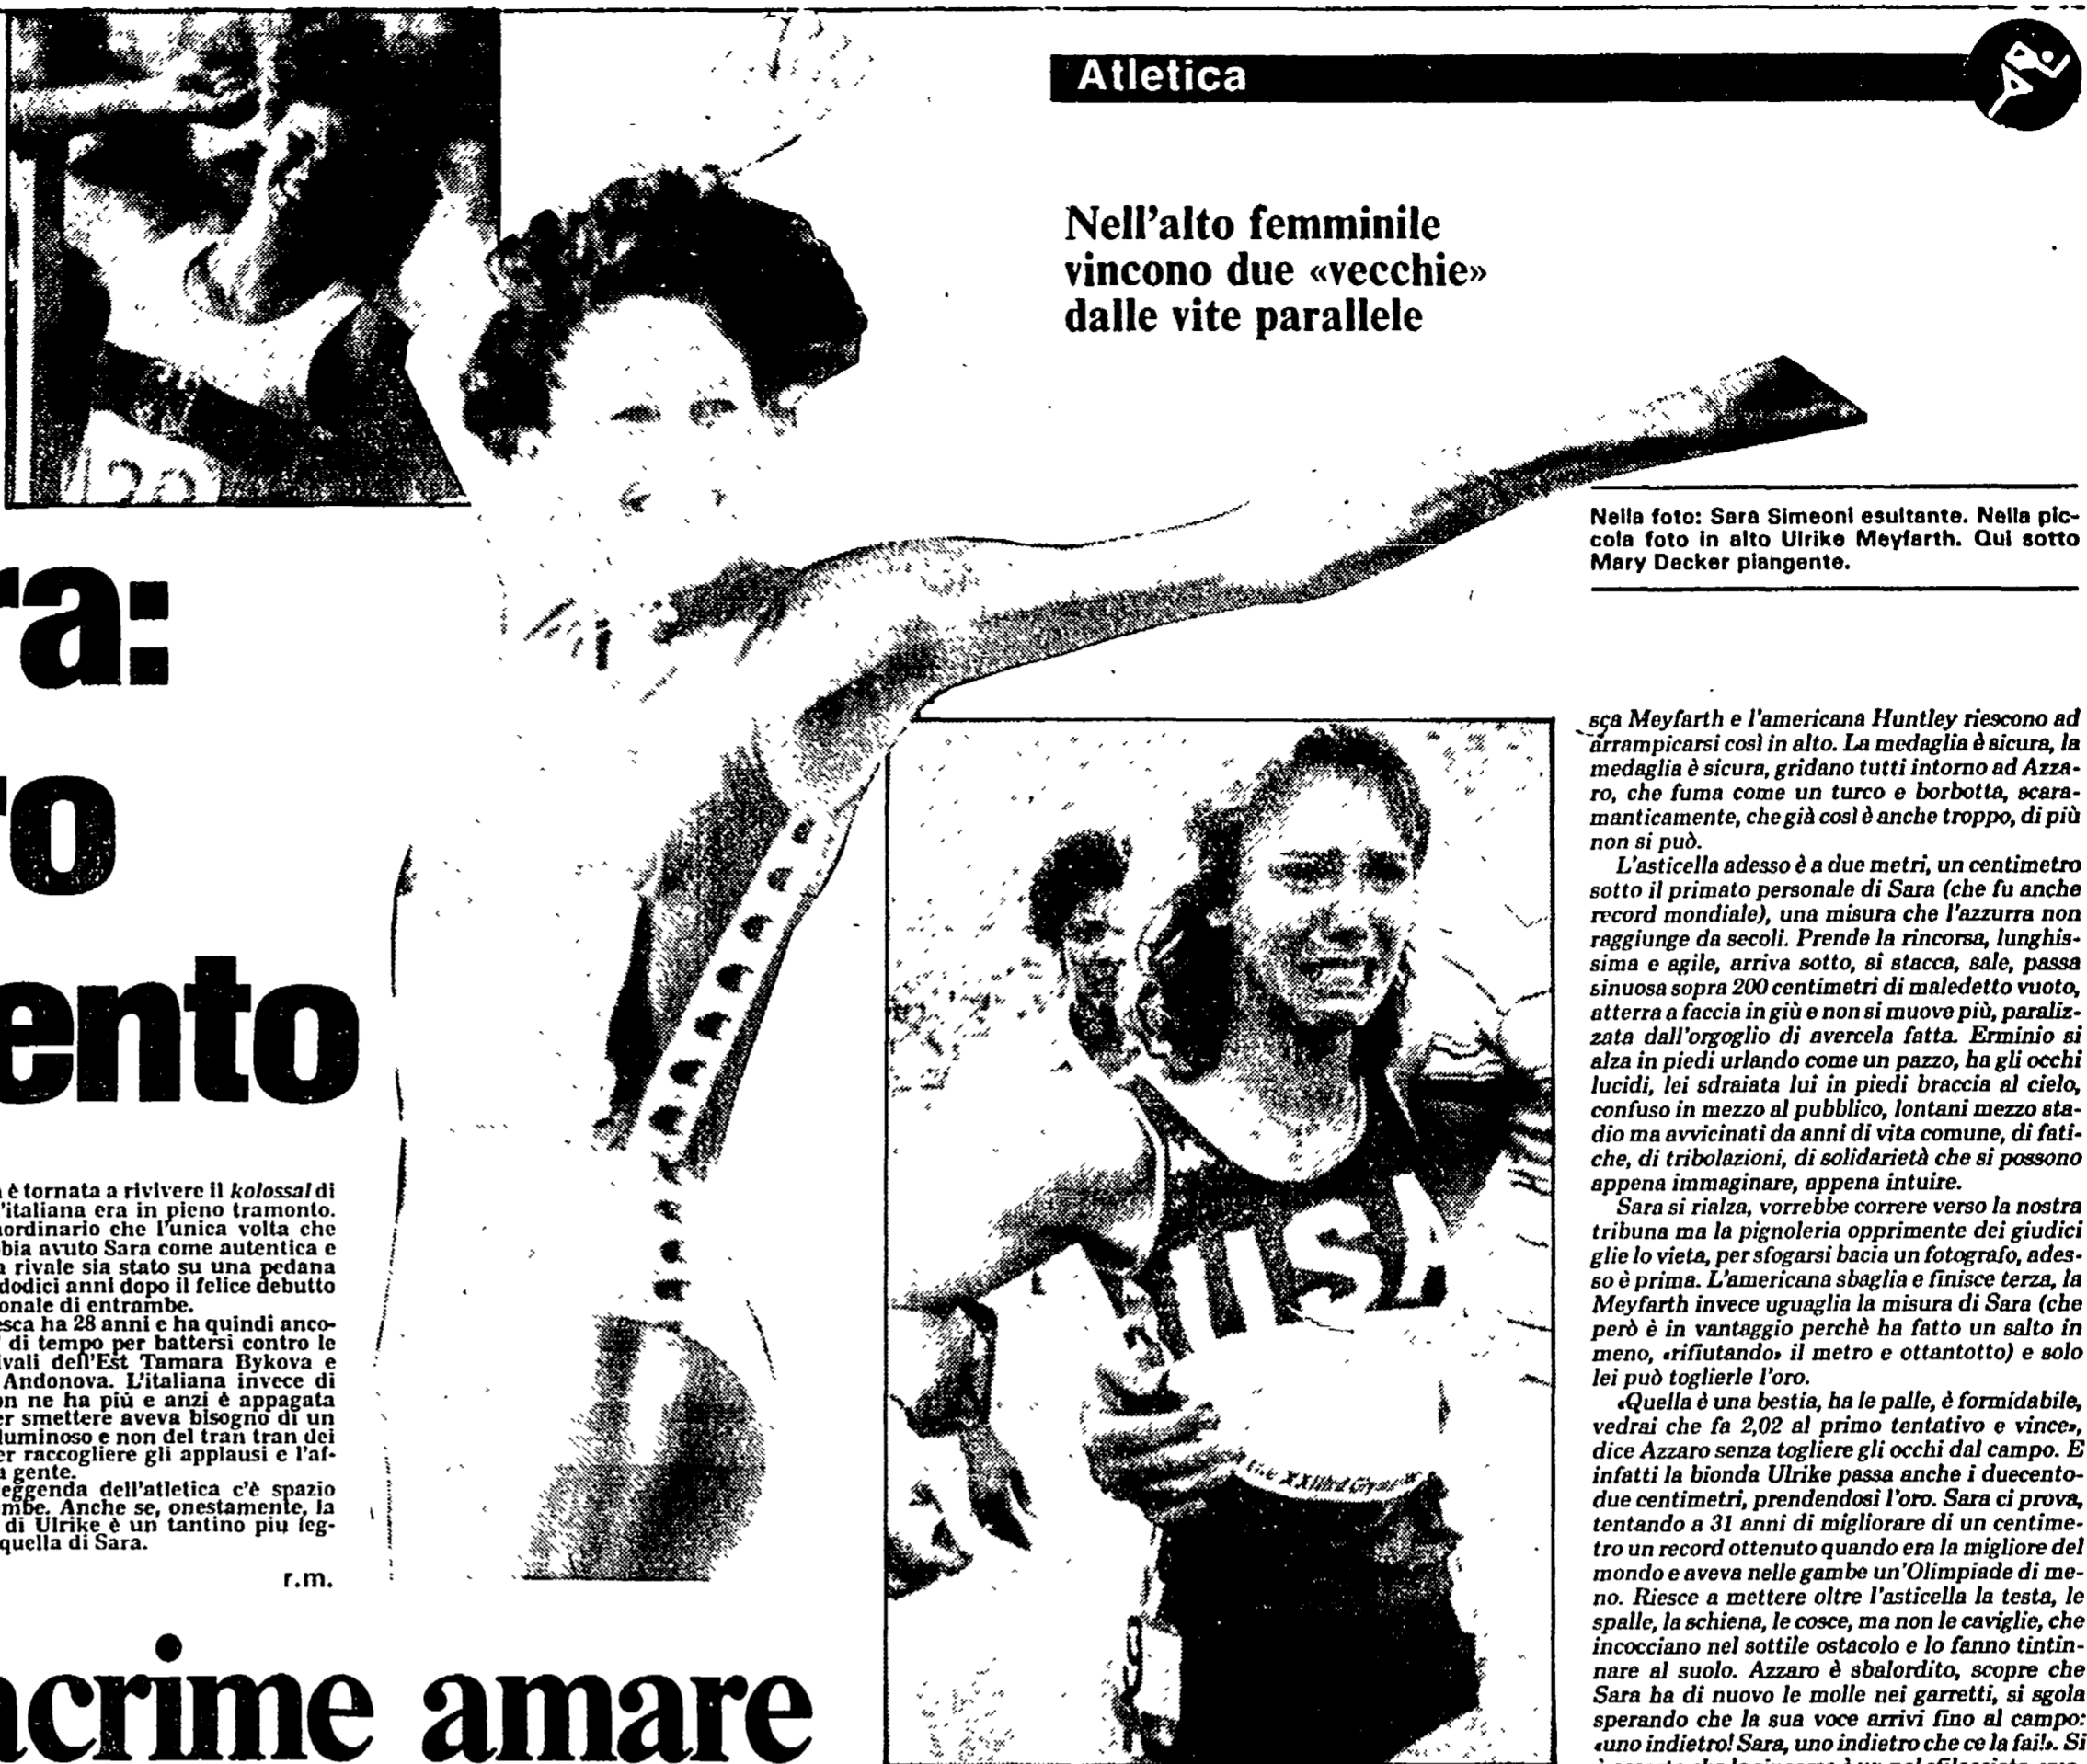 Atletica
Nell'alto femminile
vincono due «vecchie»
dalle vite parallele
Nella foto: Sara Simeoni esultante. Nella pic-
cola foto in alto Ulrike Meyfarth. Qui sotto
Mary Decker piangente.
ra:
ro
ento
è tornata a rivivere il kolossal di
'italiana era in pieno tramonto.
ordinario che l'unica volta che
bia avuto Sara come autentica e
rivale sia stato su una pedana
dodici anni dopo il felice debutto
onale di entrambe.
esca ha 28 anni e ha quindi anco-
di tempo per battersi contro le
vali dell'Est Tamara Bykova e
Andonova. L'italiana invece di
on ne ha più e anzi è appagata
er smettere aveva bisogno di un
luminoso e non del tran tran dei
er raccogliere gli applausi e l'af-
a gente.
eggenda dell'atletica c'è spazio
mbe. Anche se, onestamente, la
di Ulrike è un tantino piu leg-
quella di Sara.
r.m.
acrime amare
USA
sca Meyfarth e l'americana Huntley riescono ad
arrampicarsi così in alto. La medaglia è sicura, la
medaglia è sicura, gridano tutti intorno ad Azza-
ro, che fuma come un turco e borbotta, scara-
manticamente, che già così è anche troppo, di più
non si può.
L'asticella adesso è a due metri, un centimetro
sotto il primato personale di Sara (che fu anche
record mondiale), una misura che l'azzurra non
raggiunge da secoli. Prende la rincorsa, lunghis-
sima e agile, arriva sotto, si stacca, sale, passa
sinuosa sopra 200 centimetri di maledetto vuoto,
atterra a faccia in giù e non si muove più, paraliz-
zata dall'orgoglio di avercela fatta. Erminio si
alza in piedi urlando come un pazzo, ha gli occhi
lucidi, lei sdraiata lui in piedi braccia al cielo,
confuso in mezzo al pubblico, lontani mezzo sta-
dio ma avvicinati da anni di vita comune, di fati-
che, di tribolazioni, di solidarietà che si possono
appena immaginare, appena intuire.
Sara si rialza, vorrebbe correre verso la nostra
tribuna ma la pignoleria opprimente dei giudici
glie lo vieta, per sfogarsi bacia un fotografo, ades-
so è prima. L'americana sbaglia e finisce terza, la
Meyfarth invece uguaglia la misura di Sara (che
però è in vantaggio perchè ha fatto un salto in
meno, «rifiutando» il metro e ottantotto) e solo
lei può toglierle l'oro.
«Quella è una bestia, ha le palle, è formidabile,
vedrai che fa 2,02 al primo tentativo e vince»,
dice Azzaro senza togliere gli occhi dal campo. E
infatti la bionda Ulrike passa anche i duecento-
due centimetri, prendendosi l'oro. Sara ci prova,
tentando a 31 anni di migliorare di un centime-
tro un record ottenuto quando era la migliore del
mondo e aveva nelle gambe un'Olimpiade di me-
no. Riesce a mettere oltre l'asticella la testa, le
spalle, la schiena, le cosce, ma non le caviglie, che
incocciano nel sottile ostacolo e lo fanno tintin-
nare al suolo. Azzaro è sbalordito, scopre che
Sara ha di nuovo le molle nei garretti, si sgola
sperando che la sua voce arrivi fino al campo:
«uno indietro! Sara, uno indietro che ce la fai!». Si